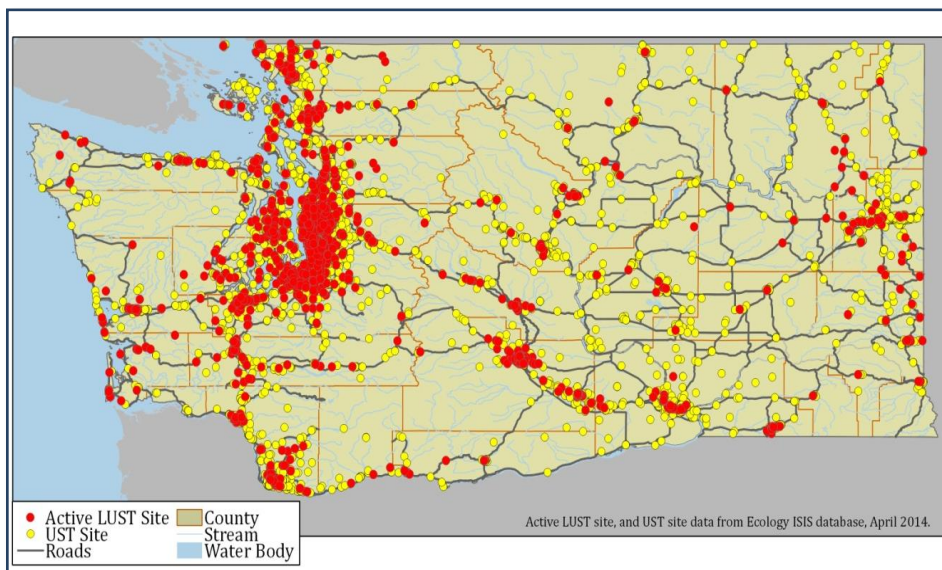 Active LUST Site
UST Site
Roads
County
Stream
Water Body
Active LUST site, and UST site data from Ecology ISIS database, April 2014.